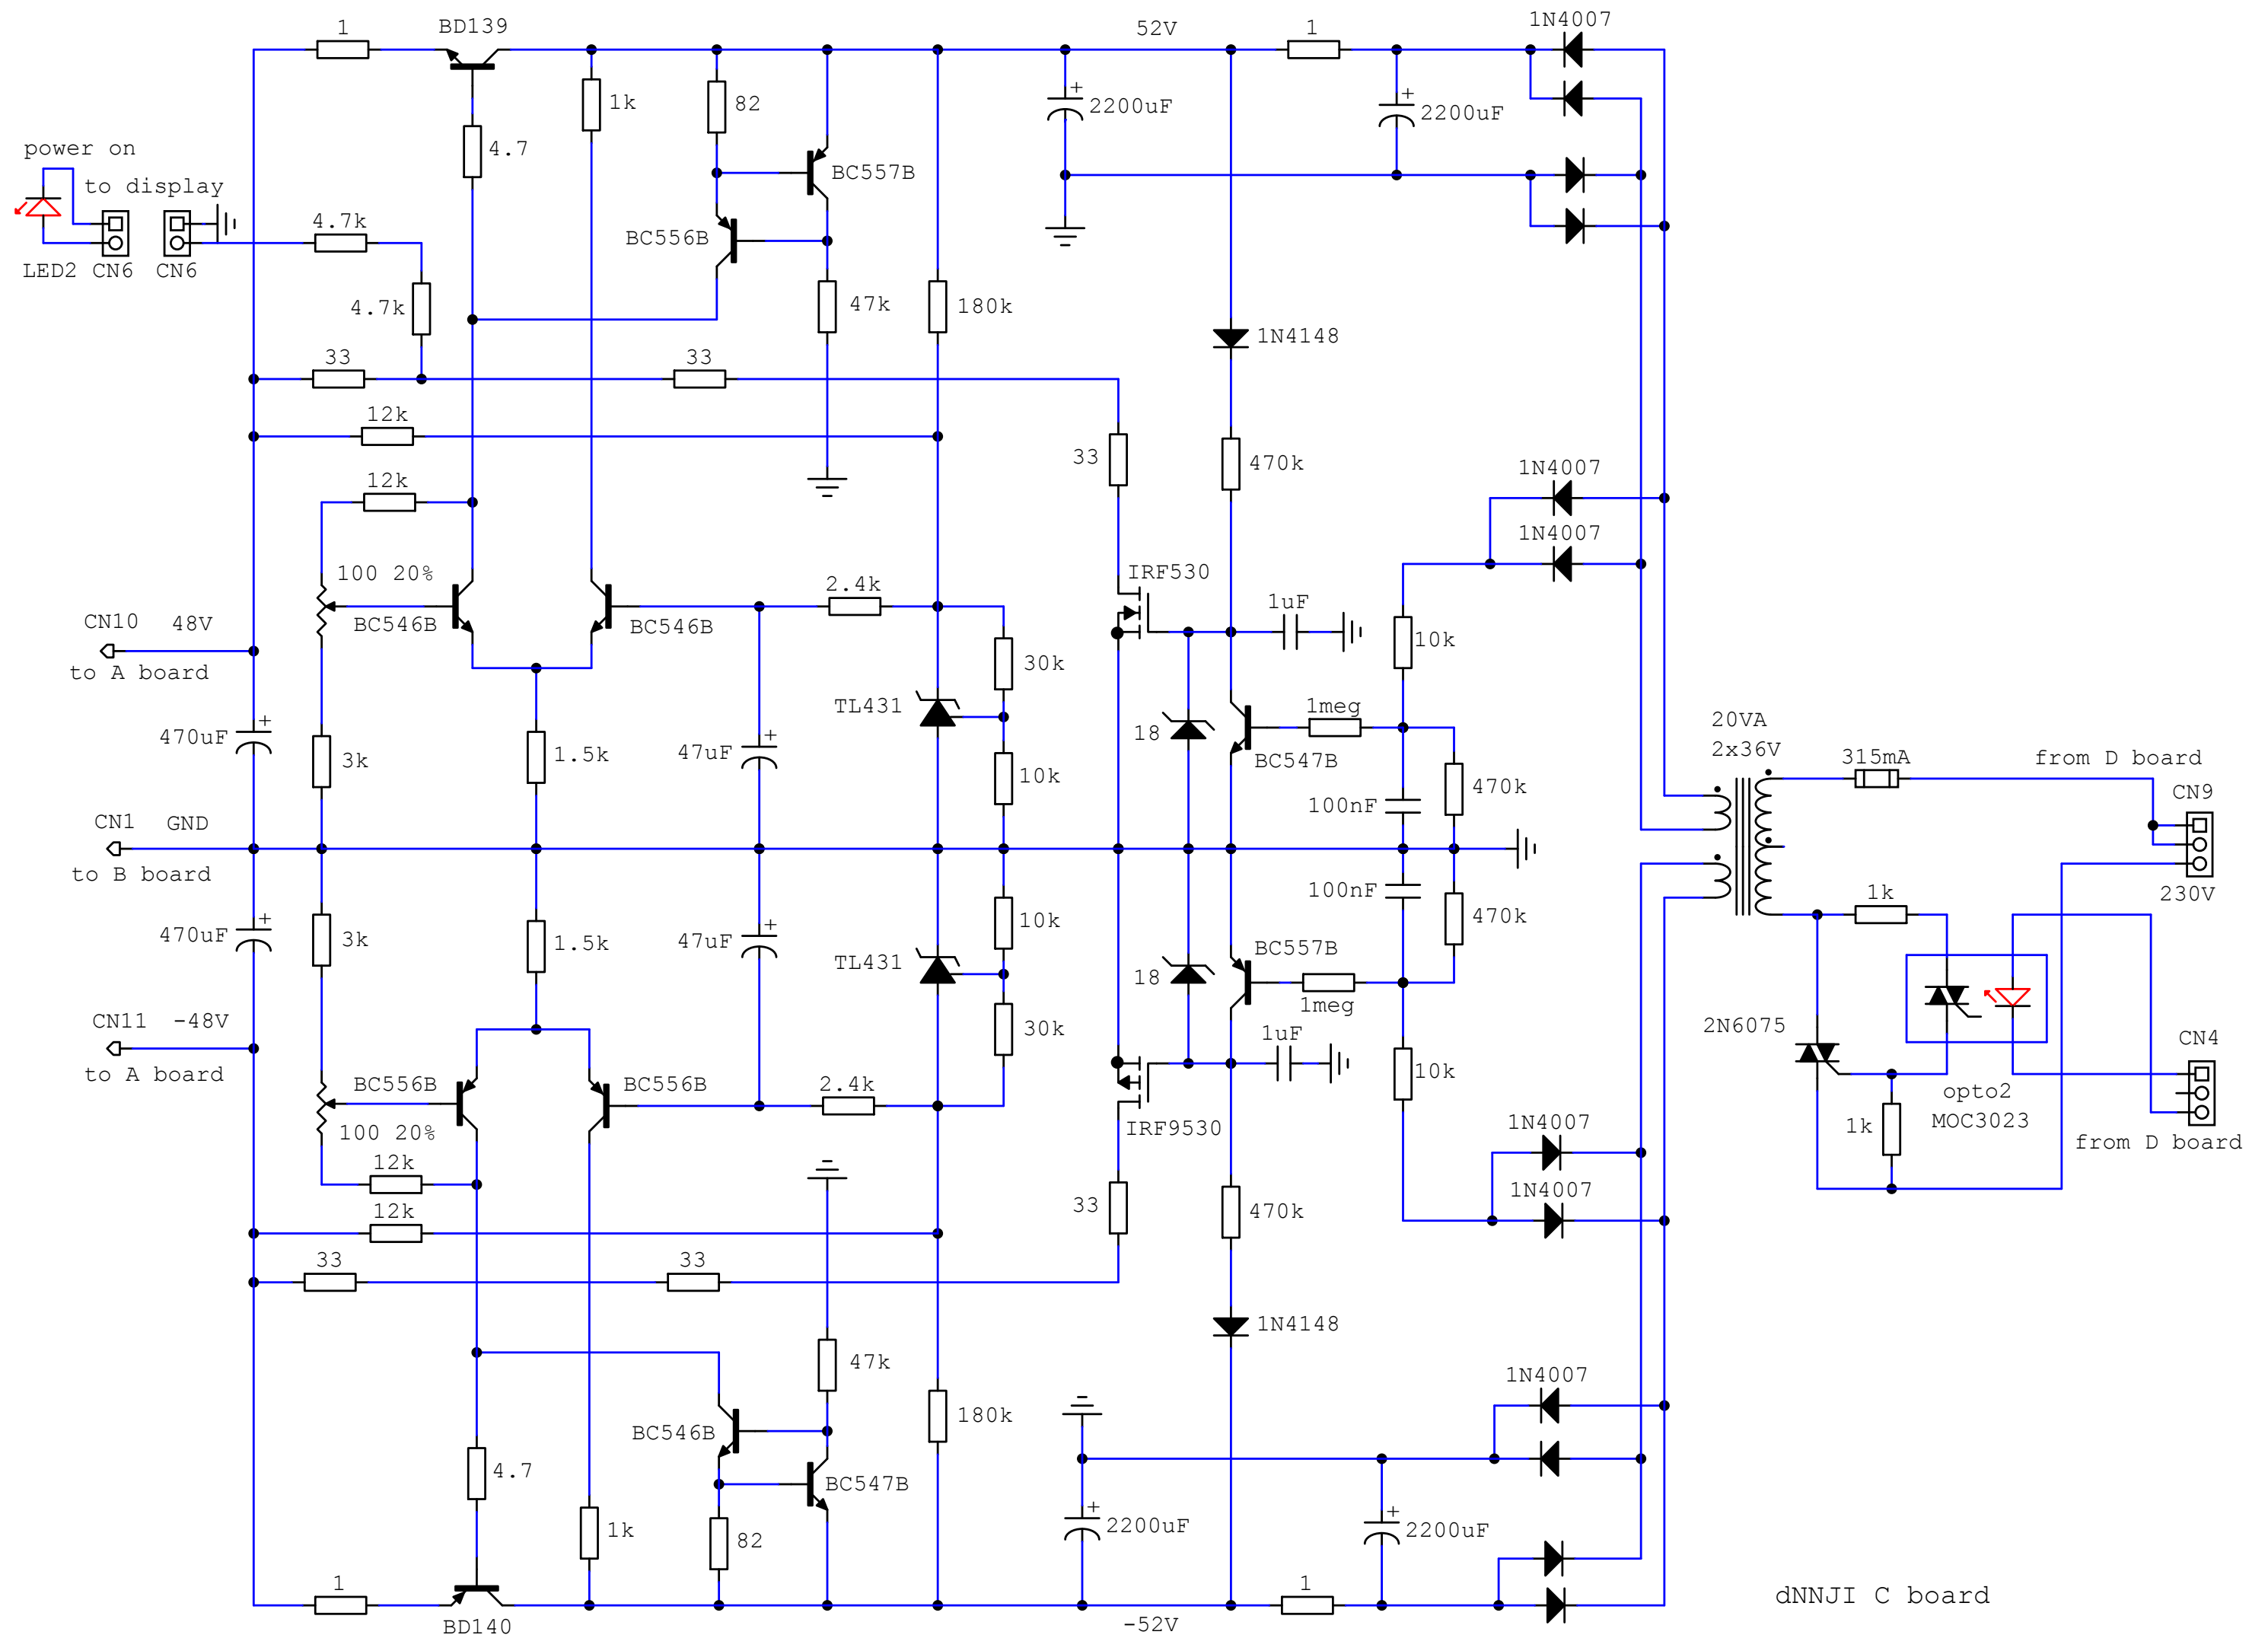 1
BD139
52V
1
1N4007
1k
82
+
2200uF
+
2200uF
4.7
power on
to display
BC557B
4.7k
BC556B
LED2 CN6 CN6
4.7k
47k
180k
1N4148
33
33
12k
33
470k
1N4007
12k
1N4007
100 20%
2.4k
IRF530
1uF
CN10 48V
BC546B
BC546B
10k
to A board
30k
TL431
1meg
20VA
2x36V
470uF
+
3k
1.5k
47uF
+
18
BC547B
315mA
from D board
10k
470k
CN9
100nF
CN1 GND
to B board
100nF
1k
230V
470uF
+
3k
1.5k
47uF
+
10k
470k
BC557B
TL431
18
1meg
CN11 -48V
30k
1uF
2N6075
CN4
to A board
BC556B
BC556B
2.4k
10k
opto2
MOC3023
100 20%
IRF9530
1N4007
1k
from D board
12k
1N4007
12k
33
470k
33
33
1N4148
47k
1N4007
180k
BC546B
4.7
BC547B
+
2200uF
+
2200uF
1k
82
1
1
BD140
-52V
dNNJI C board